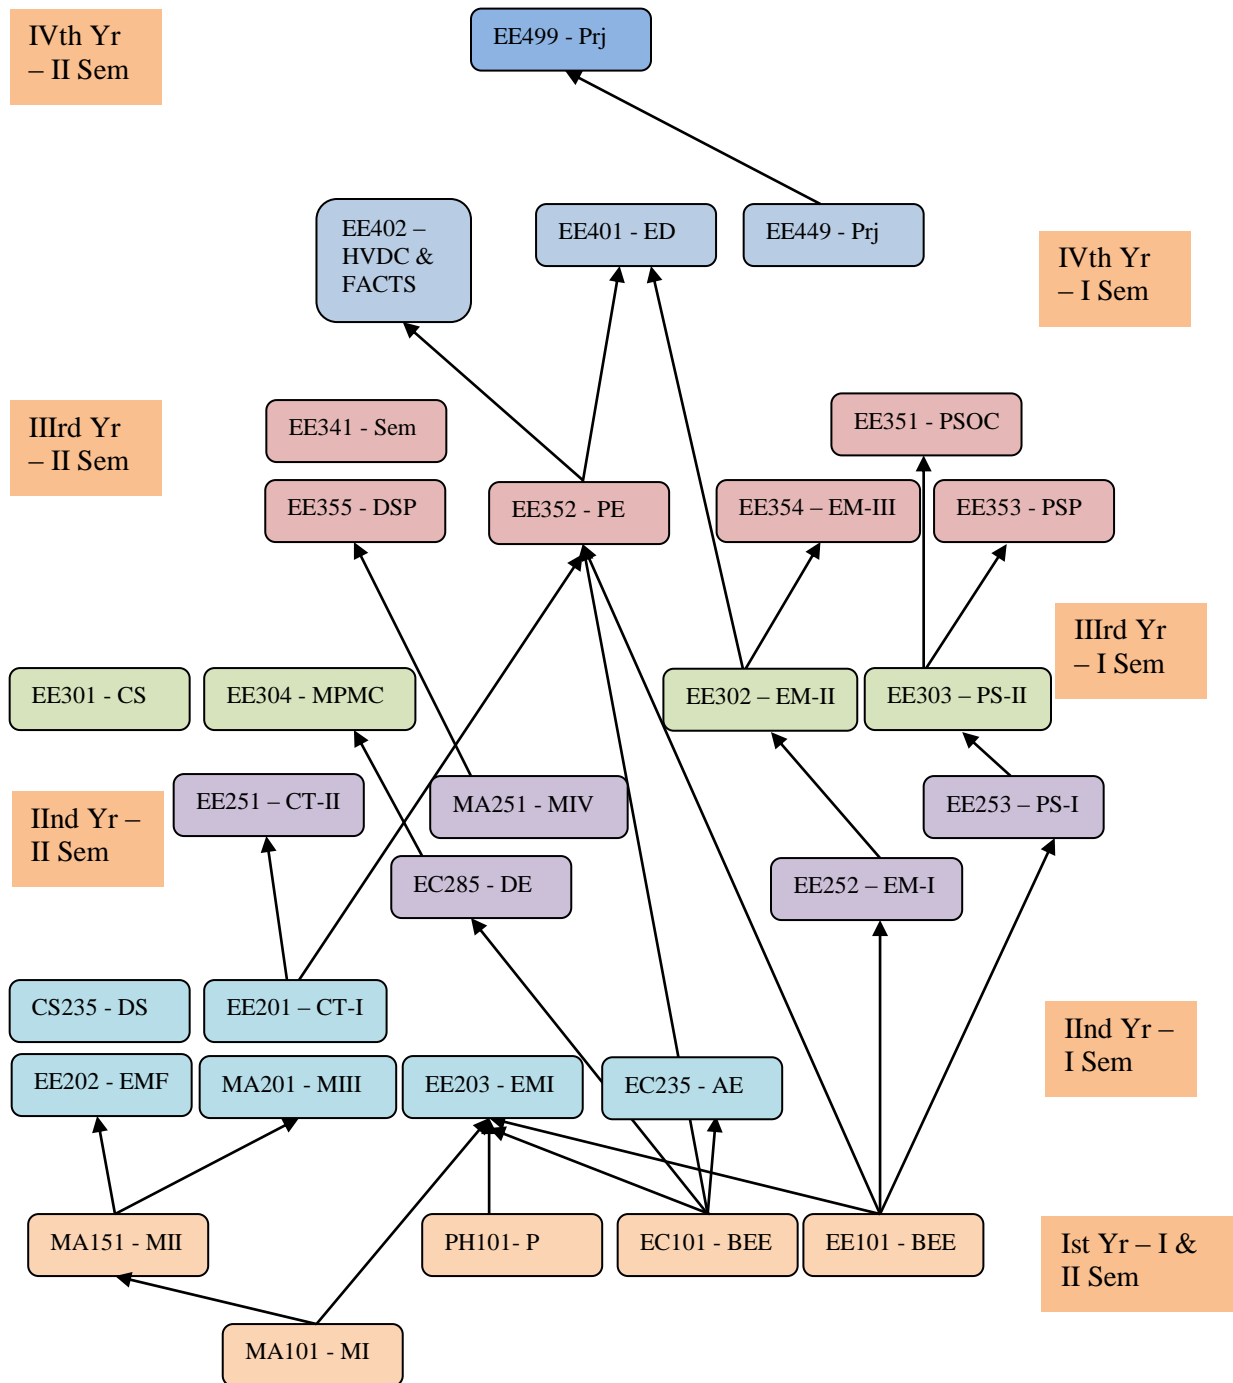 IVth Yr
– II Sem
EE499 - Prj
EE402 –
HVDC &
FACTS
EE401 - ED
EE449 - Prj
IVth Yr
– I Sem
IIIrd Yr
– II Sem
EE341 - Sem
EE351 - PSOC
EE355 - DSP
EE352 - PE
EE354 – EM-III
EE353 - PSP
IIIrd Yr
– I Sem
EE301 - CS
EE304 - MPMC
EE302 – EM-II
EE303 – PS-II
IInd Yr –
II Sem
EE251 – CT-II
MA251 - MIV
EE253 – PS-I
EC285 - DE
EE252 – EM-I
CS235 - DS
EE201 – CT-I
IInd Yr –
I Sem
EE202 - EMF
MA201 - MIII
EE203 - EMI
EC235 - AE
MA151 - MII
PH101- P
EC101 - BEE
EE101 - BEE
Ist Yr – I &
II Sem
MA101 - MI